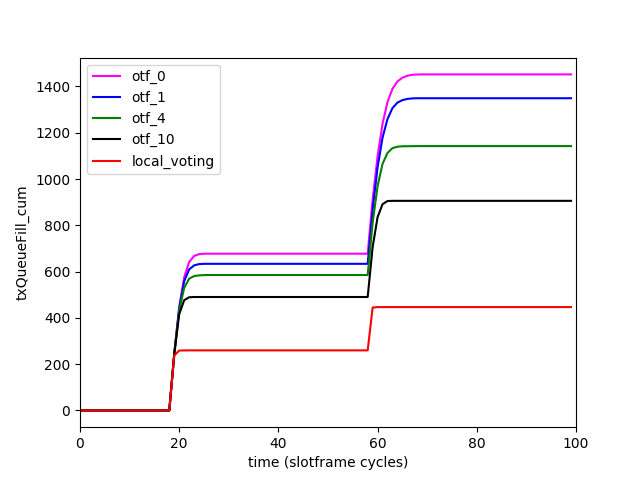 otf_0
otf_1
otf_4
otf_10
local_voting
txQueueFill_cum
1400
1200
1000
800
600
400
200
0
0 20 40 60 80 100
time (slotframe cycles)